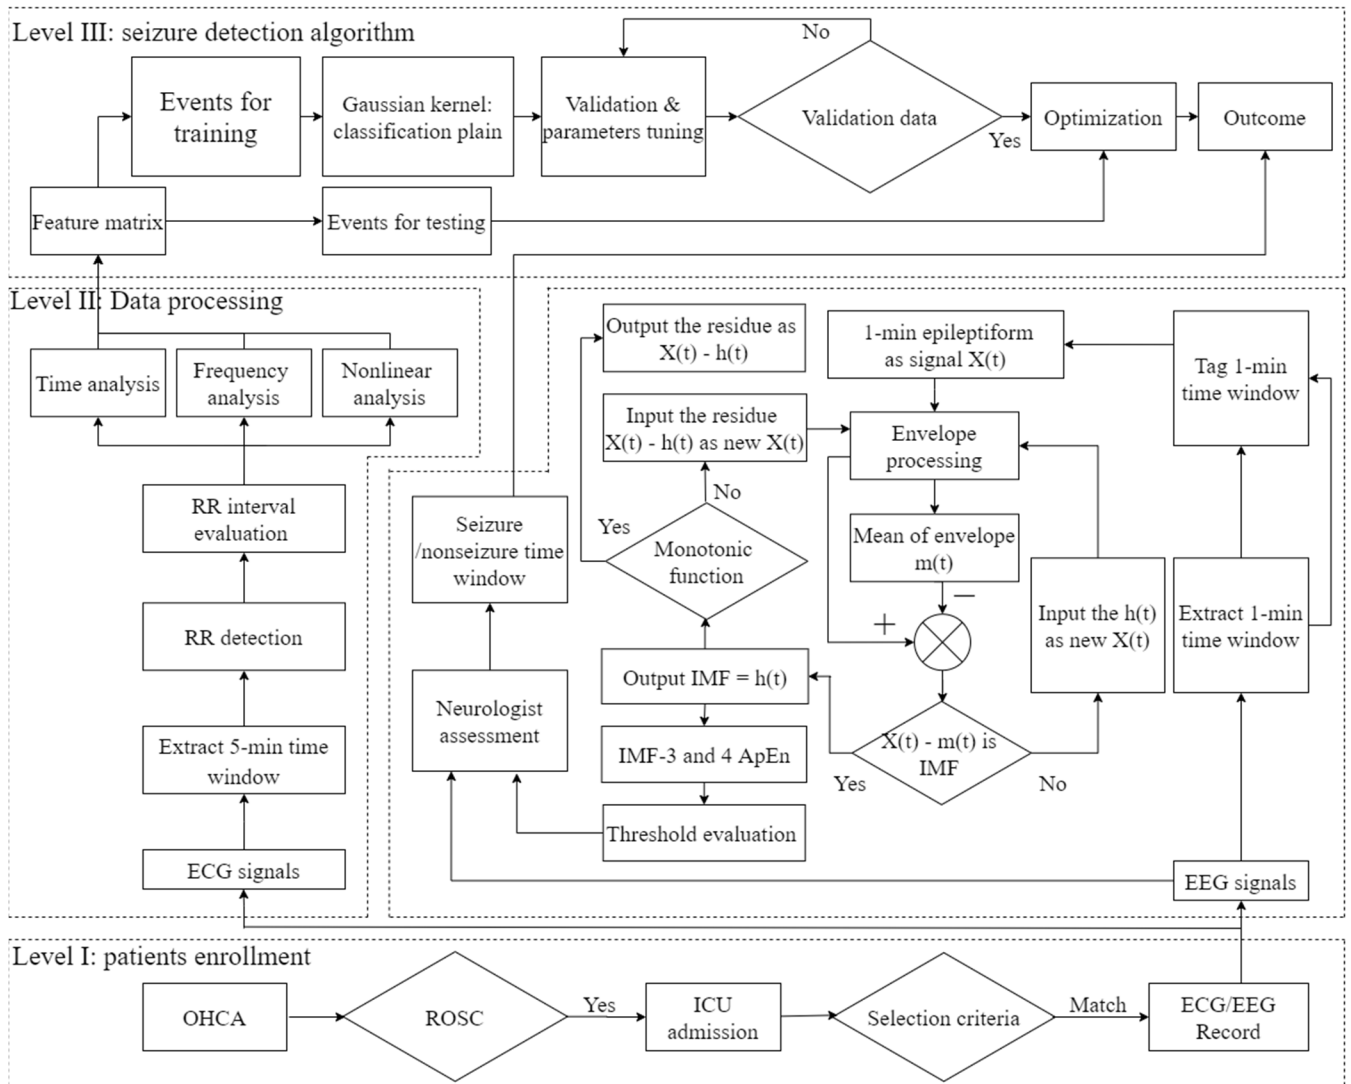 Level III: seizure detection algorithm
No
Events for
training
Gaussian kernel:
classification plain
Validation &
parameters tuning
Validation data
Yes
Optimization
Outcome
Feature matrix
Events for testing
Level II: Data processing
Time analysis
Frequency
analysis
Nonlinear
analysis
RR interval
evaluation
RR detection
Extract 5-min time
window
ECG signals
Output the residue as
X(t) - h(t)
1-min epileptiform
as signal X(t)
Tag 1-min
time window
Input the residue
X(t) - h(t) as new X(t)
Envelope
processing
No
Seizure
/nonseizure time
window
Yes
Monotonic
function
Mean of envelope
m(t)
−
+
Input the h(t)
as new X(t)
Extract 1-min
time window
Output IMF = h(t)
Neurologist
assessment
IMF-3 and 4 ApEn
X(t) - m(t) is
IMF
Yes
No
Threshold evaluation
EEG signals
Level I: patients enrollment
OHCA
ROSC
Yes
ICU
admission
Selection criteria
Match
ECG/EEG
Record